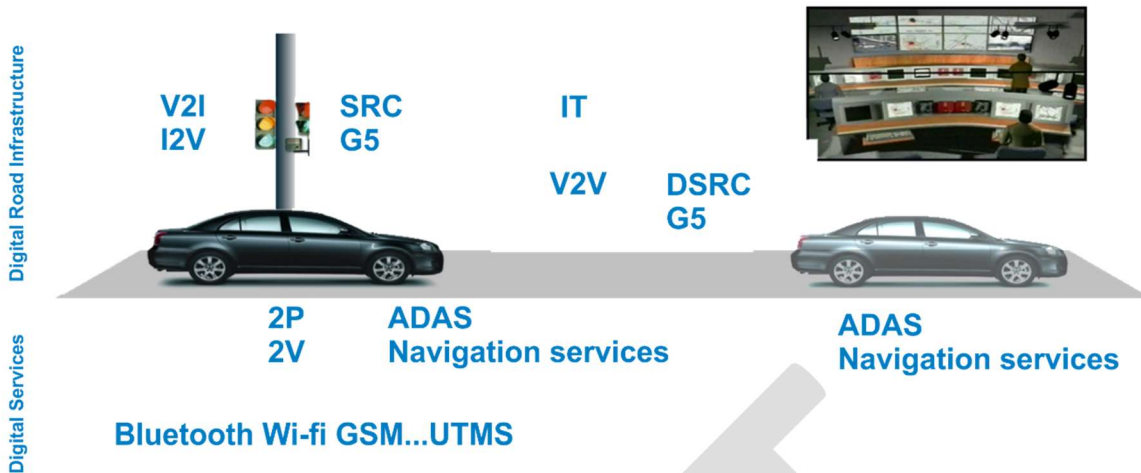 Digital Road Infrastructure
V2I
I2V
SRC
G5
IT
V2V
DSRC
G5
Digital Services
2P
2V
ADAS
Navigation services
ADAS
Navigation services
Bluetooth Wi-fi GSM...UTMS